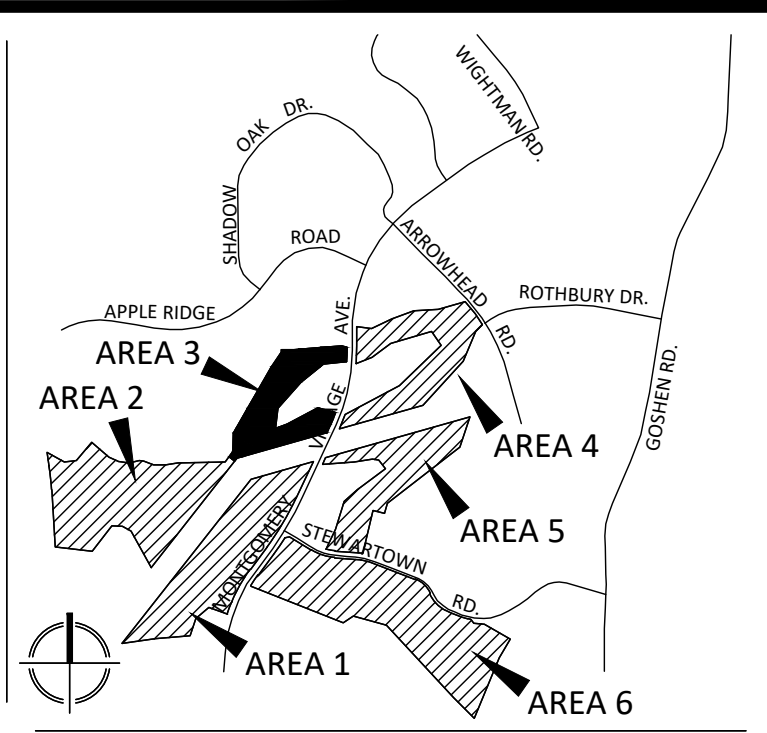 WIGHTMAN RD.
SHADOW OAK DR.
APPLE RIDGE ROAD
ARROWHEAD RD.
ROTHBURY DR.
GOSHEN RD.
MONTGOMERY VILLAGE AVE.
AREA 3
AREA 2
AREA 4
AREA 5
STEWARTOWN RD.
AREA 1
AREA 6